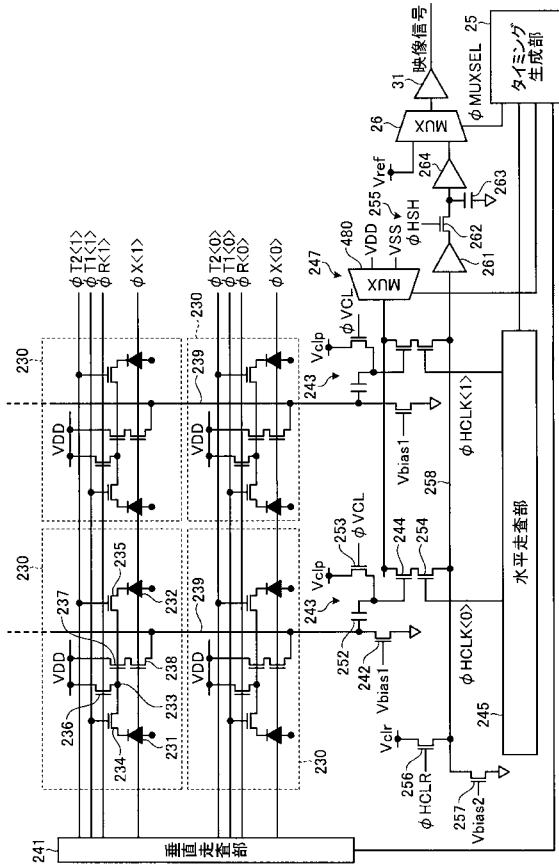 241
垂直走査部
φT2<1>
φT1<1>
φR<1>
φX<1>
φT2<0>
φT1<0>
φR<0>
φX<0>
230
VDD
236
237
235
234
233
232
231
238
239
230
VDD
230
VDD
239
230
VDD
243
Vclp
253
φVCL
252
242
Vbias1
244
254
φHCLK<0>
243
Vclp
φVCL
Vbias1
φHCLK<1>
247
480
MUX
VDD
VSS
255
φHSH
261
262
263
264
Vref
26
MUX
31
映像信号
φMUXSEL
25
タイミング
生成部
Vclr
256
φHCLR
257
Vbias2
258
245
水平走査部